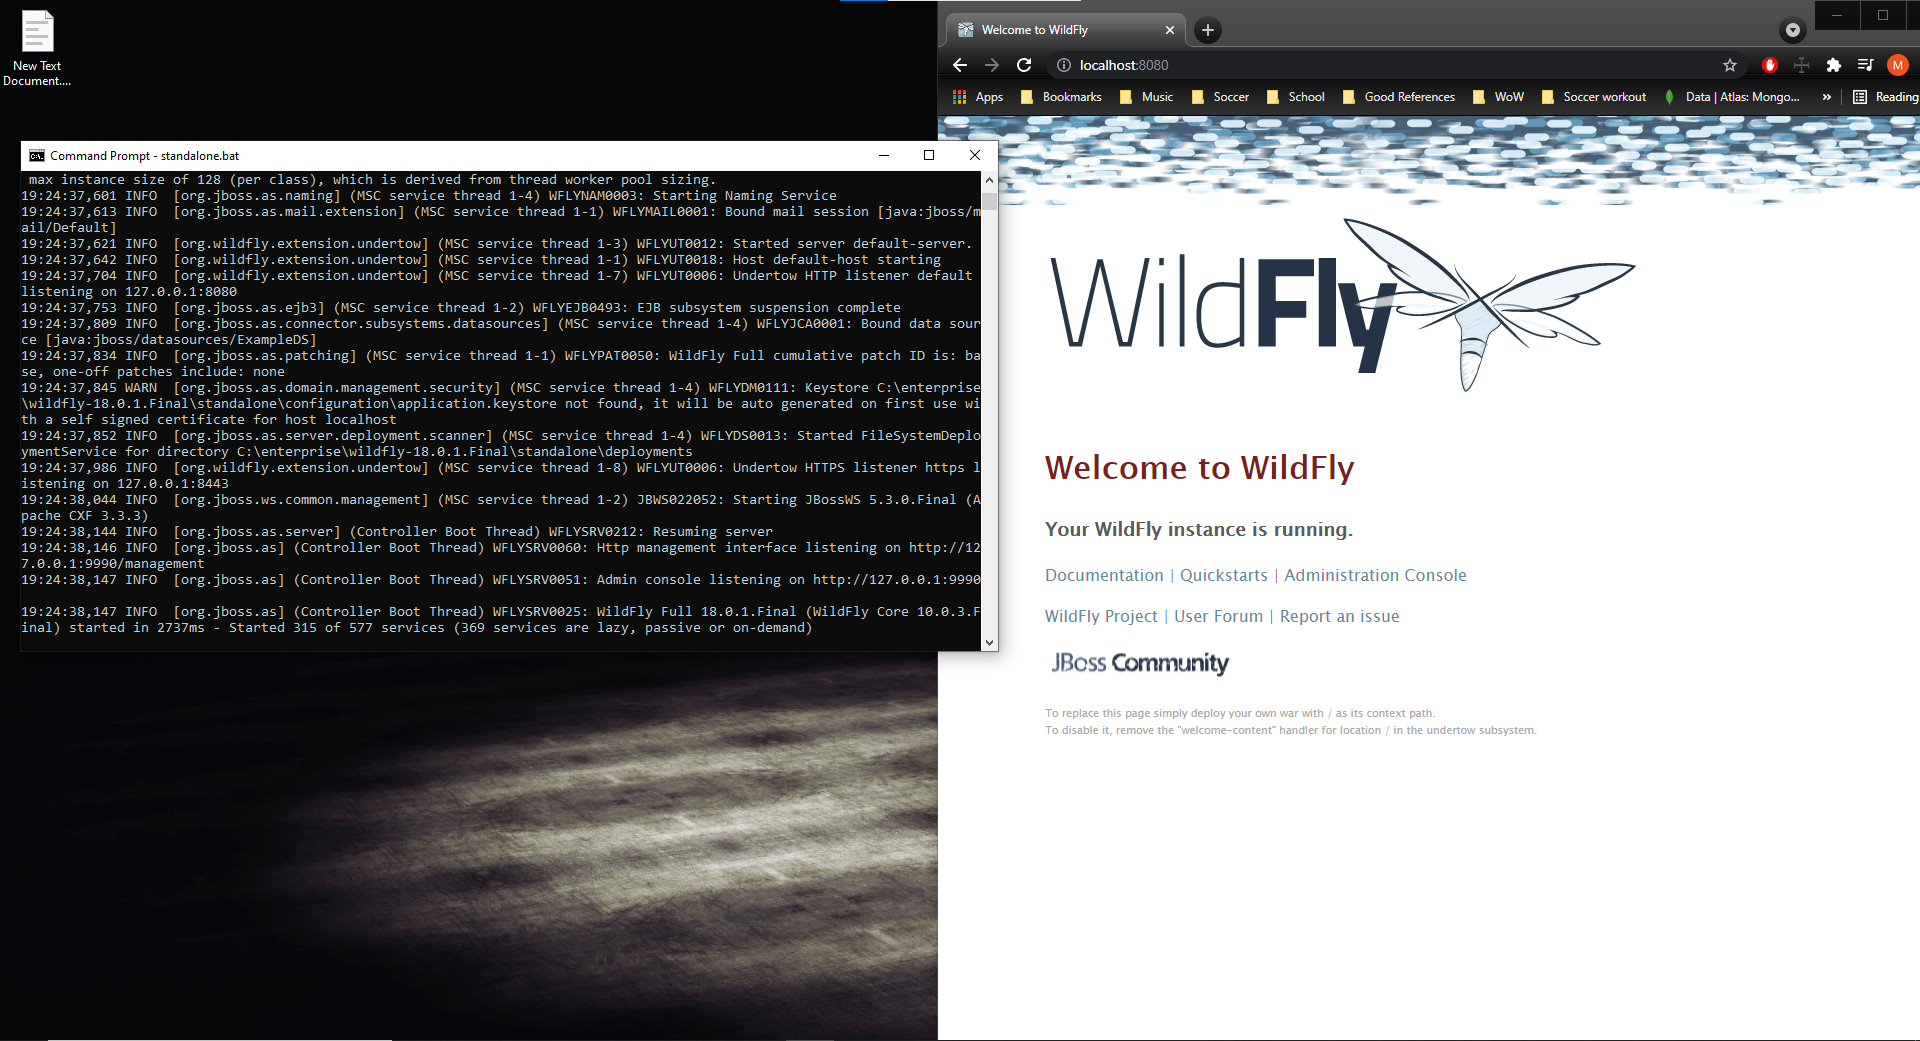 New Text
Document....
Command Prompt - standalone.bat
max instance size of 128 (per class), which is derived from thread worker pool sizing.
19:24:37,601 INFO  [org.jboss.as.naming] (MSC service thread 1-4) WFLYNAM0003: Starting Naming Service
19:24:37,613 INFO  [org.jboss.as.mail.extension] (MSC service thread 1-1) WFLYMAIL0001: Bound mail session [java:jboss/m
ail/Default]
19:24:37,621 INFO  [org.wildfly.extension.undertow] (MSC service thread 1-3) WFLYUT0012: Started server default-server.
19:24:37,642 INFO  [org.wildfly.extension.undertow] (MSC service thread 1-1) WFLYUT0018: Host default-host starting
19:24:37,704 INFO  [org.wildfly.extension.undertow] (MSC service thread 1-7) WFLYUT0006: Undertow HTTP listener default
listening on 127.0.0.1:8080
19:24:37,753 INFO  [org.jboss.as.ejb3] (MSC service thread 1-2) WFLYEJB0493: EJB subsystem suspension complete
19:24:37,809 INFO  [org.jboss.as.connector.subsystems.datasources] (MSC service thread 1-4) WFLYJCA0001: Bound data sour
ce [java:jboss/datasources/ExampleDS]
19:24:37,834 INFO  [org.jboss.as.patching] (MSC service thread 1-1) WFLYPAT0050: WildFly Full cumulative patch ID is: ba
se, one-off patches include: none
19:24:37,845 WARN  [org.jboss.as.domain.management.security] (MSC service thread 1-4) WFLYDM0111: Keystore C:\enterprise
\wildfly-18.0.1.Final\standalone\configuration\application.keystore not found, it will be auto generated on first use wi
th a self signed certificate for host localhost
19:24:37,852 INFO  [org.jboss.as.server.deployment.scanner] (MSC service thread 1-4) WFLYDS0013: Started FileSystemDeplo
ymentService for directory C:\enterprise\wildfly-18.0.1.Final\standalone\deployments
19:24:37,986 INFO  [org.wildfly.extension.undertow] (MSC service thread 1-8) WFLYUT0006: Undertow HTTPS listener https l
istening on 127.0.0.1:8443
19:24:38,044 INFO  [org.jboss.ws.common.management] (MSC service thread 1-2) JBWS022052: Starting JBossWS 5.3.0.Final (A
pache CXF 3.3.3)
19:24:38,144 INFO  [org.jboss.as.server] (Controller Boot Thread) WFLYSRV0212: Resuming server
19:24:38,146 INFO  [org.jboss.as] (Controller Boot Thread) WFLYSRV0060: Http management interface listening on http://12
7.0.0.1:9990/management
19:24:38,147 INFO  [org.jboss.as] (Controller Boot Thread) WFLYSRV0051: Admin console listening on http://127.0.0.1:9990
19:24:38,147 INFO  [org.jboss.as] (Controller Boot Thread) WFLYSRV0025: WildFly Full 18.0.1.Final (WildFly Core 10.0.3.F
inal) started in 2737ms - Started 315 of 577 services (369 services are lazy, passive or on-demand)
Welcome to WildFly
localhost:8080
M
Apps Bookmarks Music Soccer School Good References WoW Soccer workout Data | Atlas: Mongo... » Reading
WildFly
Welcome to WildFly
Your WildFly instance is running.
Documentation | Quickstarts | Administration Console
WildFly Project | User Forum | Report an issue
JBoss Community
To replace this page simply deploy your own war with / as its context path.
To disable it, remove the "welcome-content" handler for location / in the undertow subsystem.